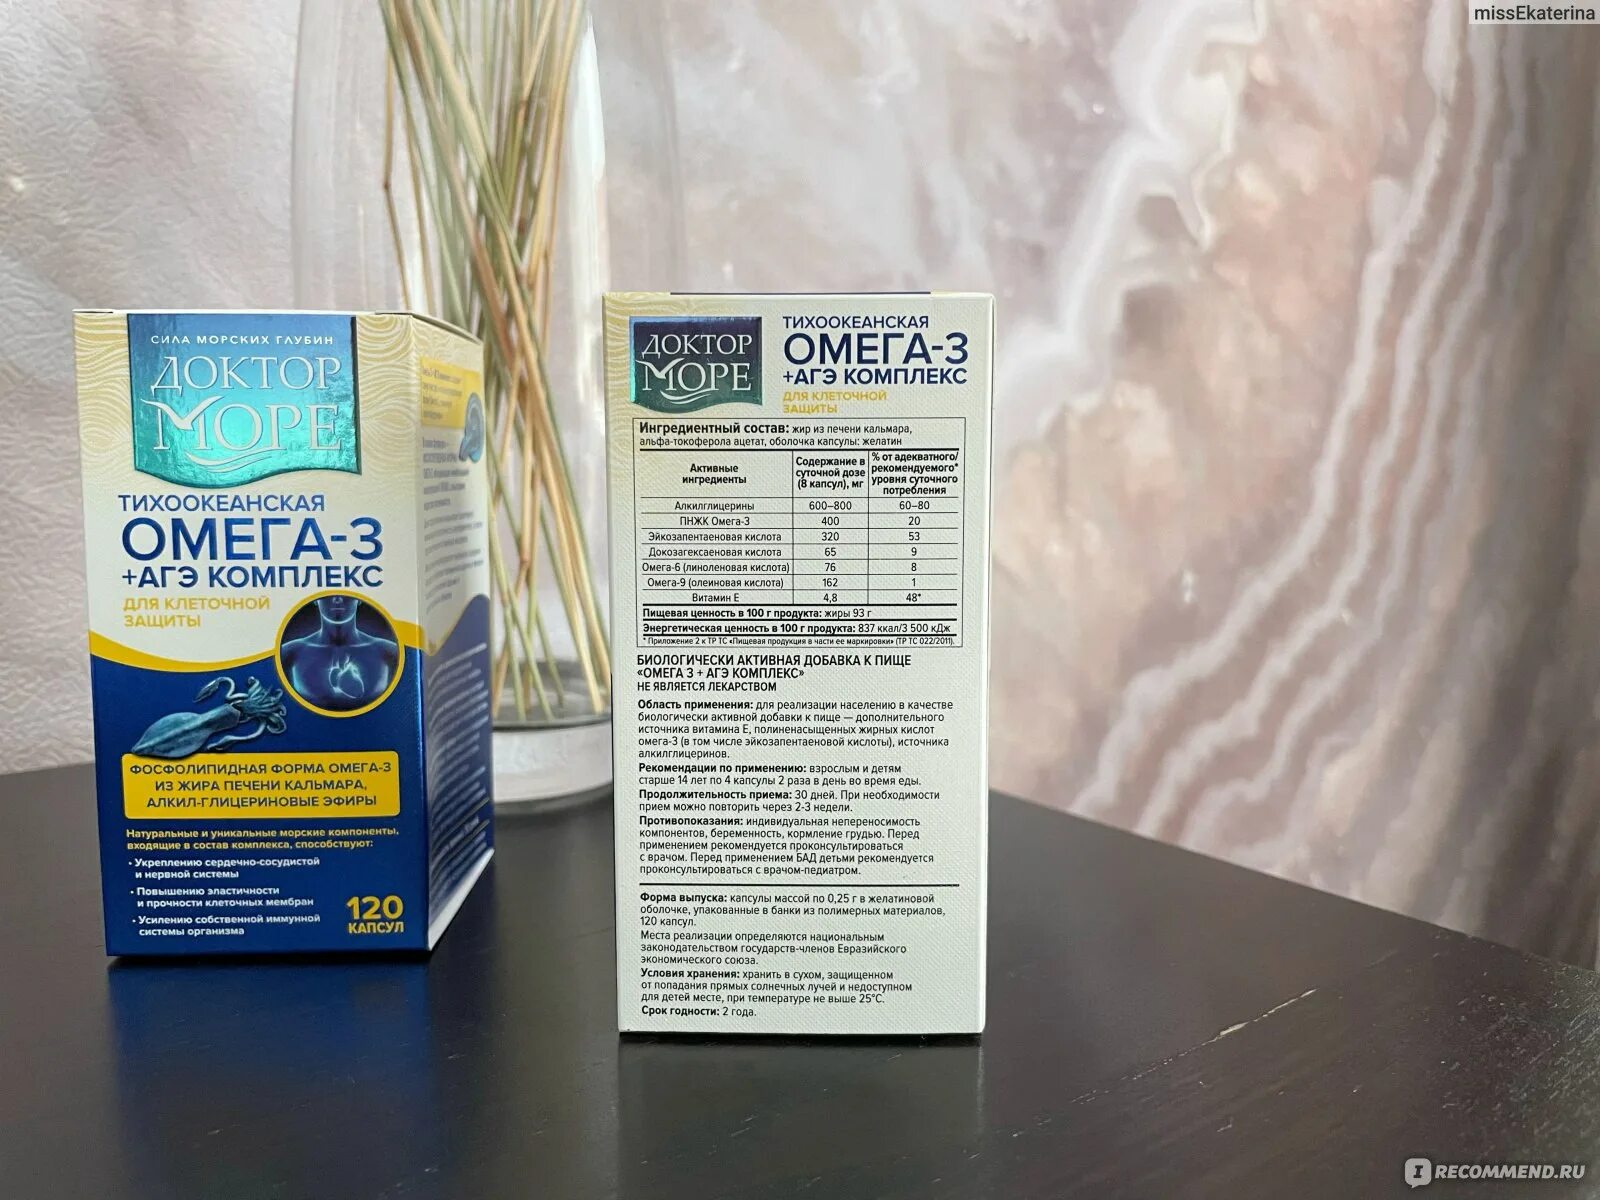 missEkaterina
СИЛА МОРСКИХ ГЛУБИН
ДОКТОР
МОРЕ
ТИХООКЕАНСКАЯ
ОМЕГА-3
+АГЭ КОМПЛЕКС
ДЛЯ КЛЕТОЧНОЙ
ЗАЩИТЫ
ФОСФОЛИПИДНАЯ ФОРМА ОМЕГА-3
ИЗ ЖИРА ПЕЧЕНИ КАЛЬМАРА,
АЛКИЛ-ГЛИЦЕРИНОВЫЕ ЭФИРЫ
Натуральные и уникальные морские компоненты,
входящие в состав комплекса, способствуют:
• Укреплению сердечно-сосудистой
и нервной системы
• Повышению эластичности
и прочности клеточных мембран
• Усилению собственной иммунной
системы организма
120
КАПСУЛ
ДОКТОР
МОРЕ
ТИХООКЕАНСКАЯ
ОМЕГА-3
+АГЭ КОМПЛЕКС
ДЛЯ КЛЕТОЧНОЙ
ЗАЩИТЫ
Ингредиентный состав: жир из печени кальмара,
альфа-токоферола ацетат, оболочка капсулы: желатин
Активные
ингредиенты
Содержание в
суточной дозе
(8 капсул), мг
% от адекватного/
рекомендуемого*
уровня суточного
потребления
Алкилглицерины 600–800 60–80
ПНЖК Омега-3 400 20
Эйкозапентаеновая кислота 320 53
Докозагексаеновая кислота 65 9
Омега-6 (линоленовая кислота) 76 8
Омега-9 (олеиновая кислота) 162 1
Витамин Е 4,8 48*
Пищевая ценность в 100 г продукта: жиры 93 г
Энергетическая ценность в 100 г продукта: 837 ккал/3 500 кДж
* Приложение 2 к ТР ТС «Пищевая продукция в части ее маркировки» (ТР ТС 022/2011).
БИОЛОГИЧЕСКИ АКТИВНАЯ ДОБАВКА К ПИЩЕ
«ОМЕГА 3 + АГЭ КОМПЛЕКС»
НЕ ЯВЛЯЕТСЯ ЛЕКАРСТВОМ
Область применения: для реализации населению в качестве
биологически активной добавки к пище — дополнительного
источника витамина Е, полиненасыщенных жирных кислот
омега-3 (в том числе эйкозапентаеновой кислоты), источника
алкилглицеринов.
Рекомендации по применению: взрослым и детям
старше 14 лет по 4 капсулы 2 раза в день во время еды.
Продолжительность приема: 30 дней. При необходимости
прием можно повторить через 2-3 недели.
Противопоказания: индивидуальная непереносимость
компонентов, беременность, кормление грудью. Перед
применением рекомендуется проконсультироваться
с врачом. Перед применением БАД детьми рекомендуется
проконсультироваться с врачом-педиатром.
Форма выпуска: капсулы массой по 0,25 г в желатиновой
оболочке, упакованные в банки из полимерных материалов,
120 капсул.
Места реализации определяются национальным
законодательством государств-членов Евразийского
экономического союза.
Условия хранения: хранить в сухом, защищенном
от попадания прямых солнечных лучей и недоступном
для детей месте, при температуре не выше 25°С.
Срок годности: 2 года.
IRECOMMEND.RU